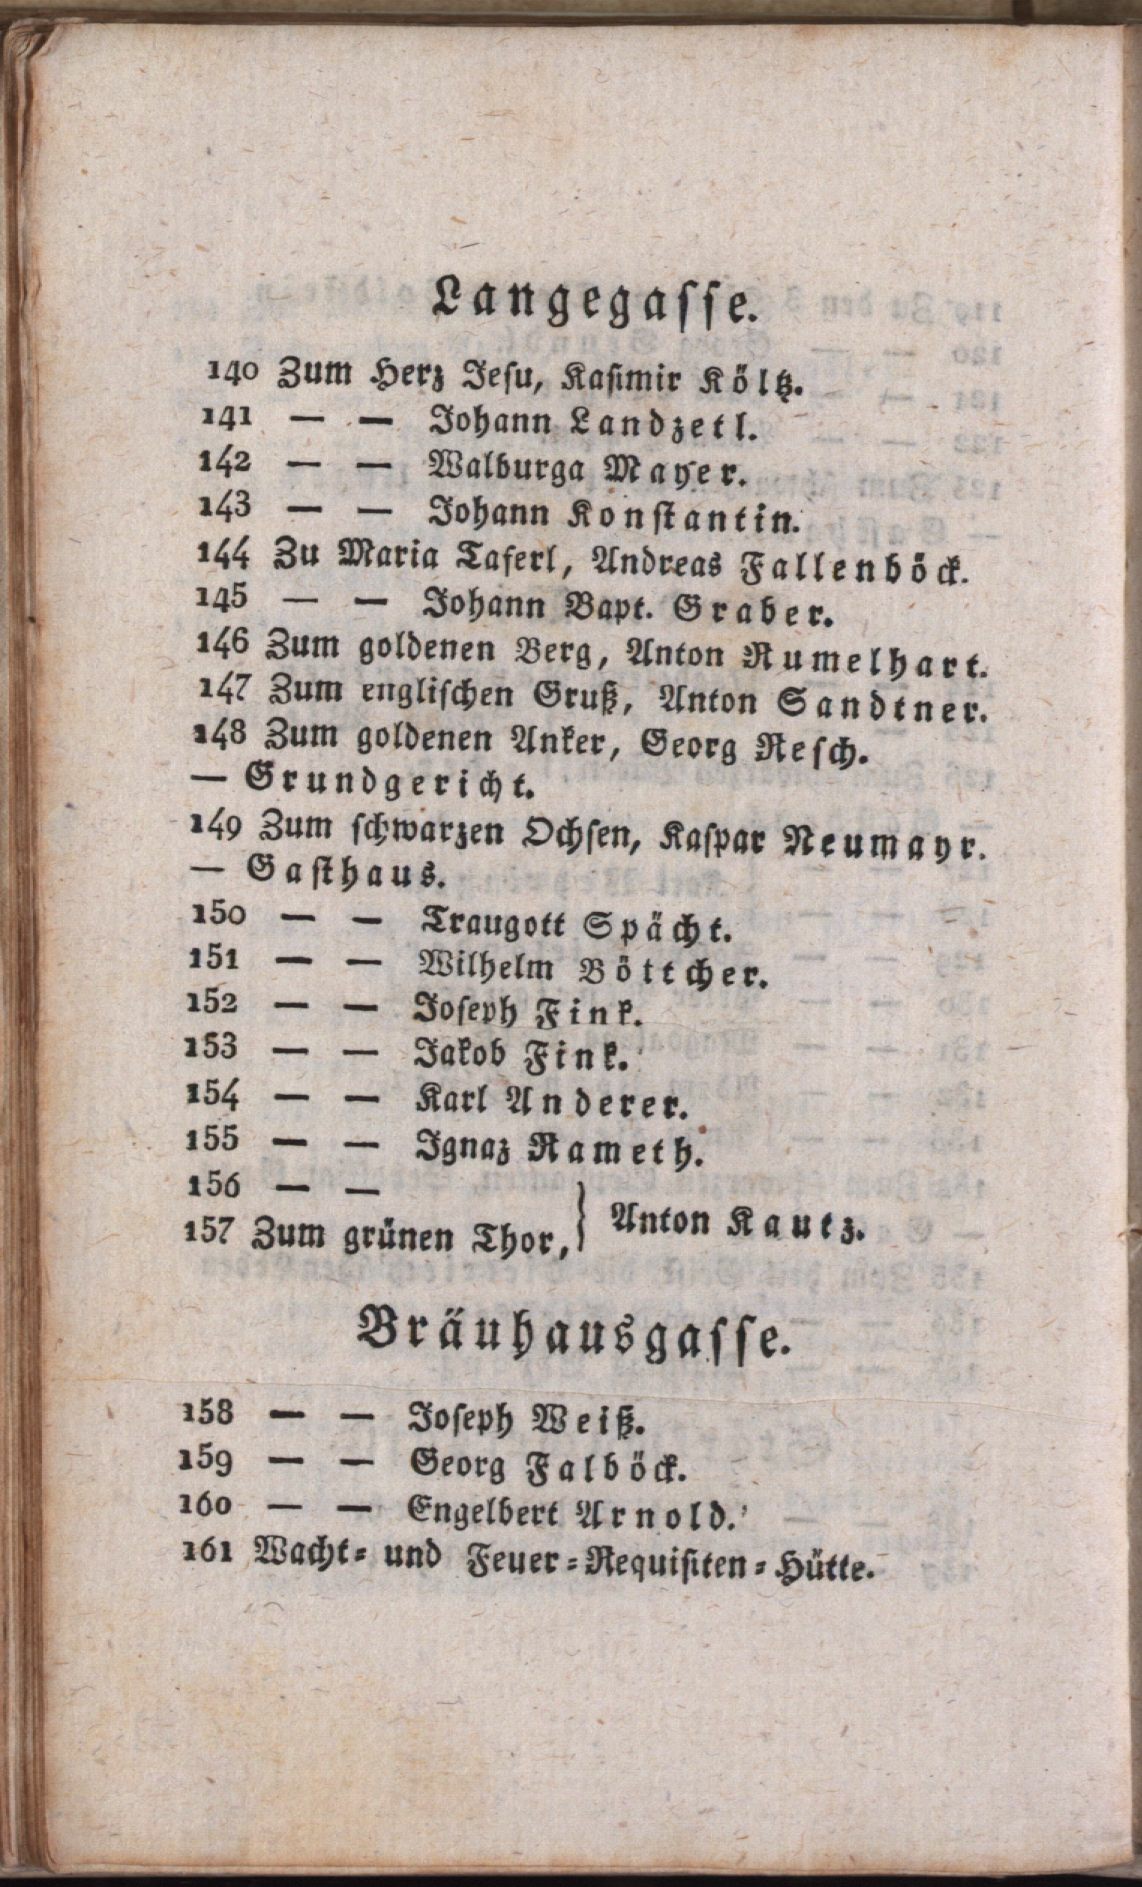 Langegasse.
140 Zum Herz Jesu, Kasimir Költz.
141 — — Johann Landzetl.
142 — — Walburga Mayer.
143 — — Johann Konstantin.
144 Zu Maria Taferl, Andreas Fallenböck.
145 — — Johann Bapt. Graber.
146 Zum goldenen Berg, Anton Rumelhart.
147 Zum englischen Gruß, Anton Sandtner.
148 Zum goldenen Anker, Georg Resch.
— Grundgericht.
149 Zum schwarzen Ochsen, Kaspar Neumayr.
— Gasthaus.
150 — — Traugott Spächt.
151 — — Wilhelm Böttcher.
152 — — Joseph Fink.
153 — — Jakob Fink.
154 — — Karl Anderer.
155 — — Ignaz Rameth.
156 — —
157 Zum grünen Thor, } Anton Kautz.
Bräuhausgasse.
158 — — Joseph Weiß.
159 — — Georg Falböck.
160 — — Engelbert Arnold.
161 Wacht- und Feuer-Requisiten-Hütte.